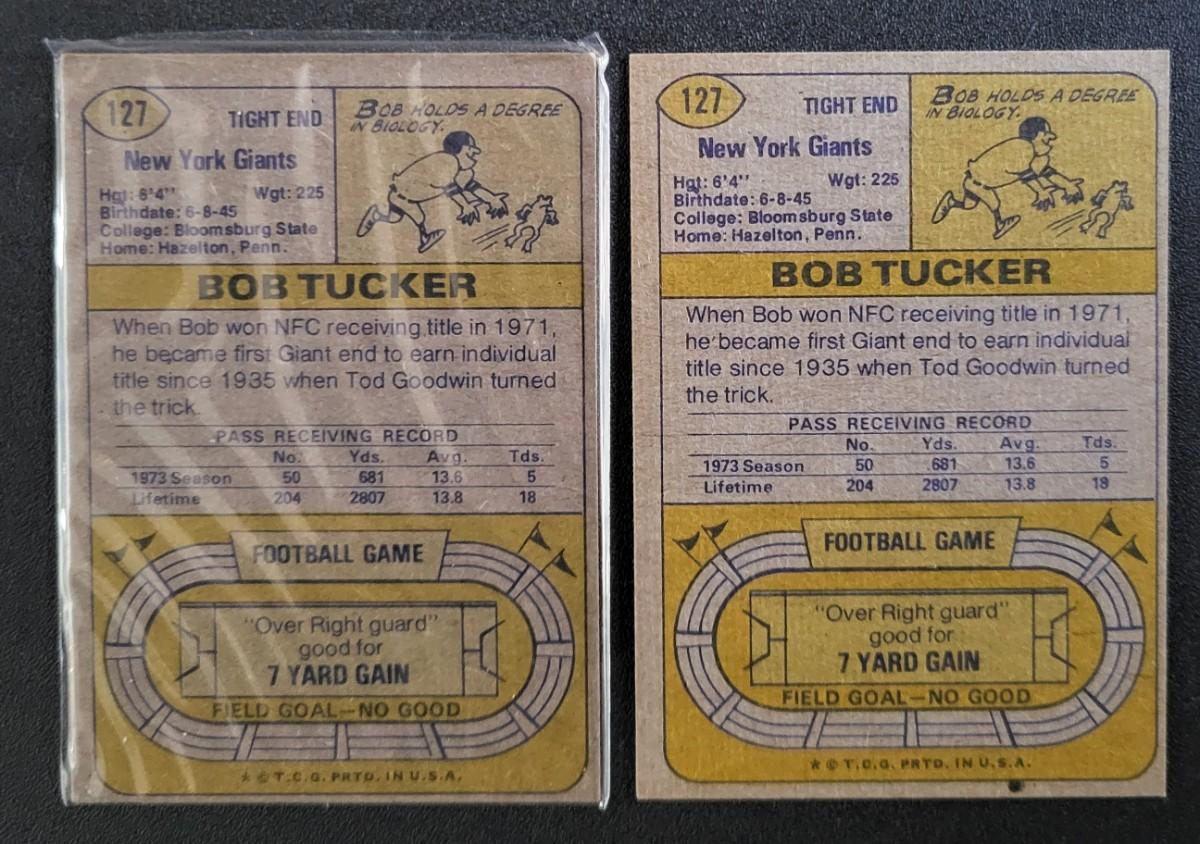 127
TIGHT END
New York Giants
Hgt: 6'4" Wgt: 225
Birthdate: 6-8-45
College: Bloomsburg State
Home: Hazelton, Penn.
BOB HOLDS A DEGREE
IN BIOLOGY.
BOB TUCKER
When Bob won NFC receiving title in 1971,
he became first Giant end to earn individual
title since 1935 when Tod Goodwin turned
the trick.
PASS RECEIVING RECORD
No. Yds. Avg. Tds.
1973 Season 50 681 13.6 5
Lifetime 204 2807 13.8 18
FOOTBALL GAME
"Over Right guard"
good for
7 YARD GAIN
FIELD GOAL—NO GOOD
* © T.C.G. PRTD. IN U.S.A.
127
TIGHT END
New York Giants
Hgt: 6'4" Wgt: 225
Birthdate: 6-8-45
College: Bloomsburg State
Home: Hazelton, Penn.
BOB HOLDS A DEGREE
IN BIOLOGY.
BOB TUCKER
When Bob won NFC receiving title in 1971,
he became first Giant end to earn individual
title since 1935 when Tod Goodwin turned
the trick.
PASS RECEIVING RECORD
No. Yds. Avg. Tds.
1973 Season 50 681 13.6 5
Lifetime 204 2807 13.8 18
FOOTBALL GAME
"Over Right guard"
good for
7 YARD GAIN
FIELD GOAL—NO GOOD
* © T.C.G. PRTD. IN U.S.A.